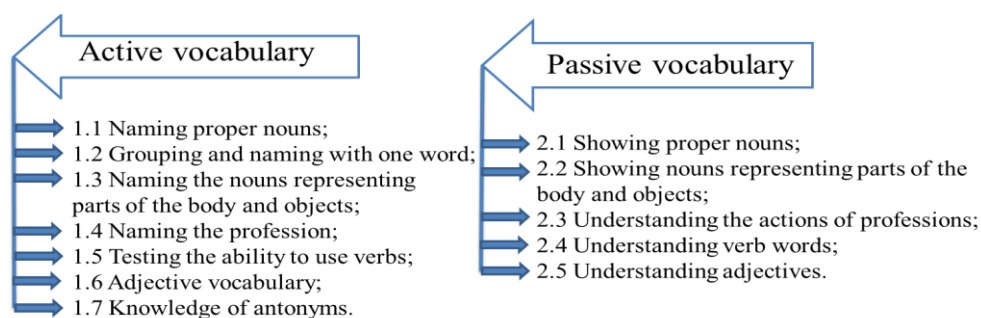 Active vocabulary
1.1 Naming proper nouns;
1.2 Grouping and naming with one word;
1.3 Naming the nouns representing
parts of the body and objects;
1.4 Naming the profession;
1.5 Testing the ability to use verbs;
1.6 Adjective vocabulary;
1.7 Knowledge of antonyms.
Passive vocabulary
2.1 Showing proper nouns;
2.2 Showing nouns representing parts of the
body and objects;
2.3 Understanding the actions of professions;
2.4 Understanding verb words;
2.5 Understanding adjectives.